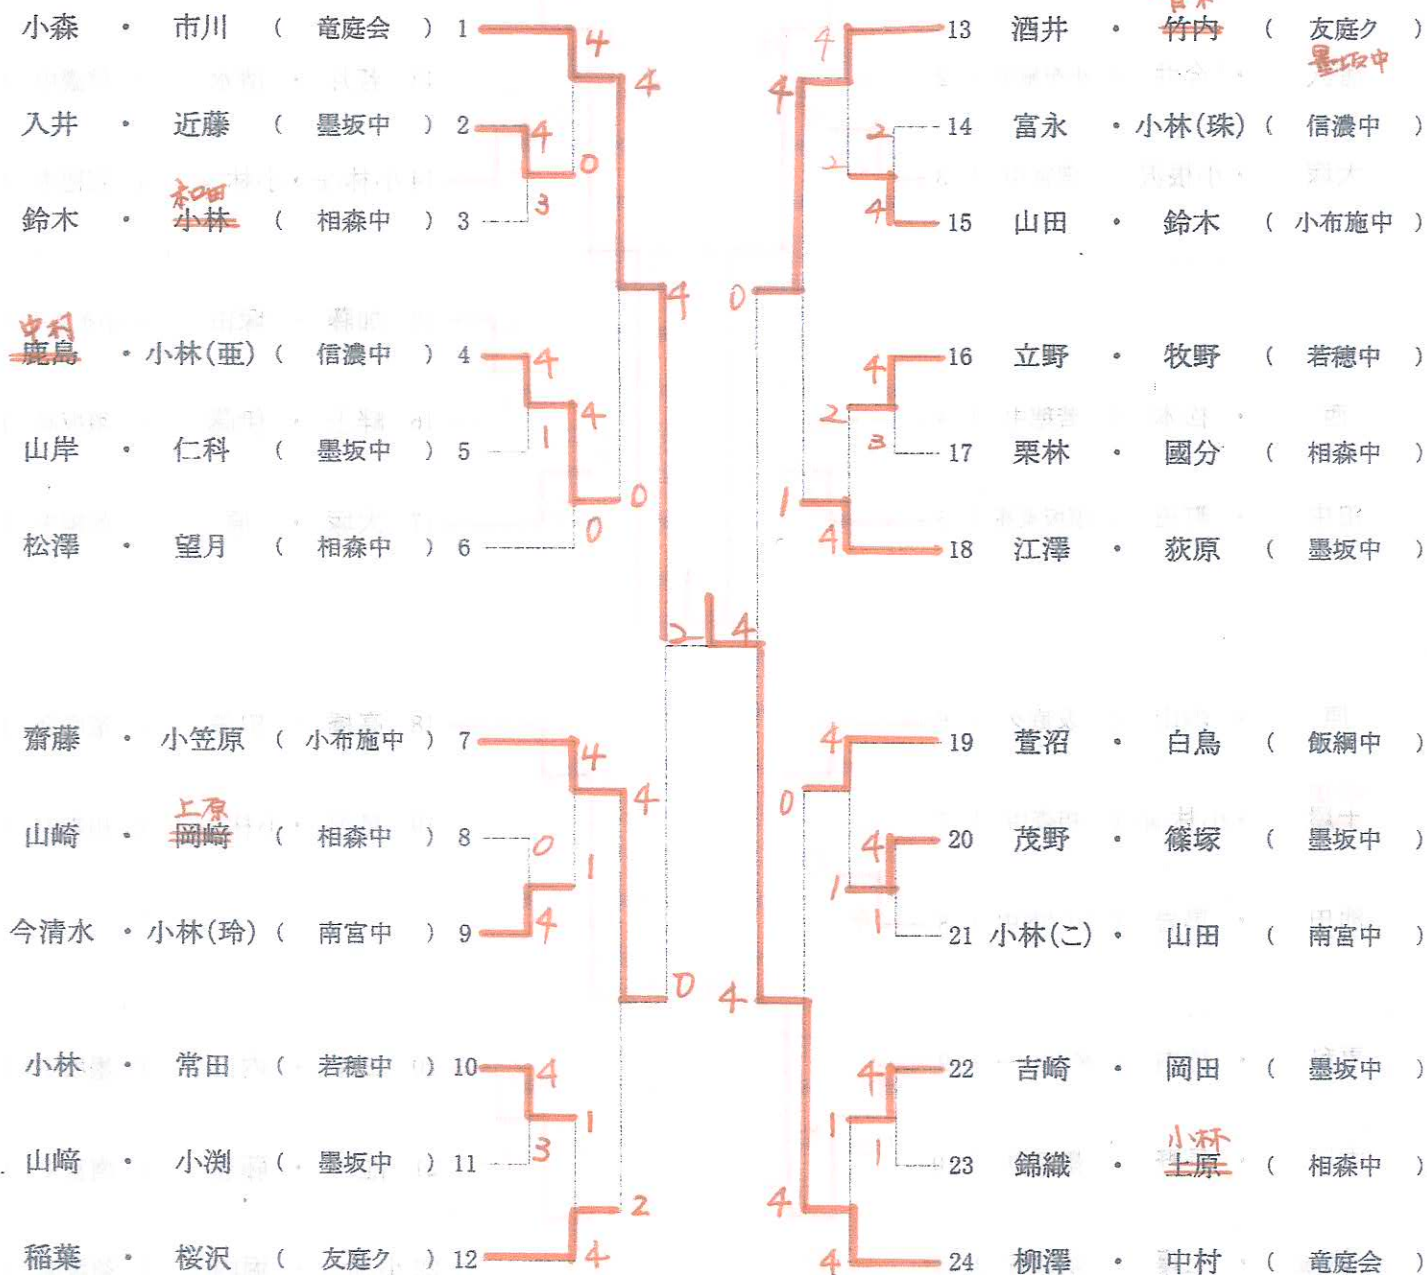 小森 ・ 市川 ( 竜庭会 ) 1
入井 ・ 近藤 ( 墨坂中 ) 2
和田
鈴木 ・ 小林 ( 相森中 ) 3
中村
鹿島 ・ 小林(亜) ( 信濃中 ) 4
山岸 ・ 仁科 ( 墨坂中 ) 5
松澤 ・ 望月 ( 相森中 ) 6
齋藤 ・ 小笠原 ( 小布施中 ) 7
上原
山崎 ・ 岡﨑 ( 相森中 ) 8
今清水 ・ 小林(玲) ( 南宮中 ) 9
小林 ・ 常田 ( 若穂中 ) 10
山﨑 ・ 小渕 ( 墨坂中 ) 11
稲葉 ・ 桜沢 ( 友庭ク ) 12
4
4
4
0
3
4
4
4
1
0
0
4
4
0
1
4
0
4
1
3
2
4
2 4
13 酒井 ・ 竹内 ( 友庭ク )
墨坂中
14 富永 ・ 小林(珠) ( 信濃中 )
15 山田 ・ 鈴木 ( 小布施中 )
16 立野 ・ 牧野 ( 若穂中 )
17 栗林 ・ 國分 ( 相森中 )
18 江澤 ・ 荻原 ( 墨坂中 )
19 萱沼 ・ 白鳥 ( 飯綱中 )
20 茂野 ・ 篠塚 ( 墨坂中 )
21 小林(こ) ・ 山田 ( 南宮中 )
22 吉崎 ・ 岡田 ( 墨坂中 )
小林
23 錦織 ・ 上原 ( 相森中 )
24 柳澤 ・ 中村 ( 竜庭会 )
4
4
2
2
4
0
4
2
3
1
4
4
0
4
1
1
4
4
1
1
4
4